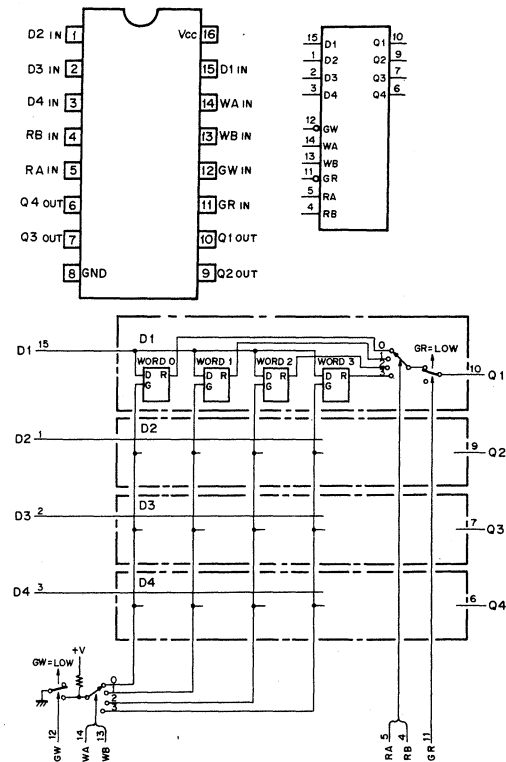 D2 IN 1
Vcc 16
D3 IN 2
15 D1 IN
D4 IN 3
14 WA IN
RB IN 4
13 WB IN
RA IN 5
12 GW IN
Q4 OUT 6
11 GR IN
Q3 OUT 7
10 Q1 OUT
8 GND
9 Q2 OUT
15 D1 Q1 10
1 D2 Q2 9
2 D3 Q3 7
3 D4 Q4 6
12 GW
14 WA
13 WB
11 GR
5 RA
4 RB
D1
D1 15
WORD 0 WORD 1 WORD 2 WORD 3
D R D R D R D R
G G G G
0
1
2
3
GR=LOW
10 Q1
D2
D2 1
9 Q2
D3
D3 2
7 Q3
D4
D4 3
6 Q4
+V
GW=LOW
0
1
2
3
12 14 13 5 4 11
GW WA WB RA RB GR